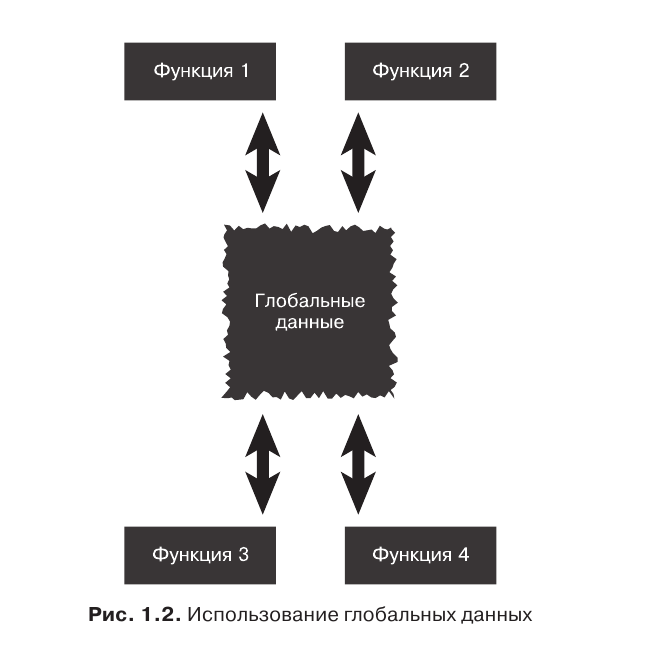 Функция 1
Функция 2
Глобальные
данные
Функция 3
Функция 4
Рис. 1.2. Использование глобальных данных